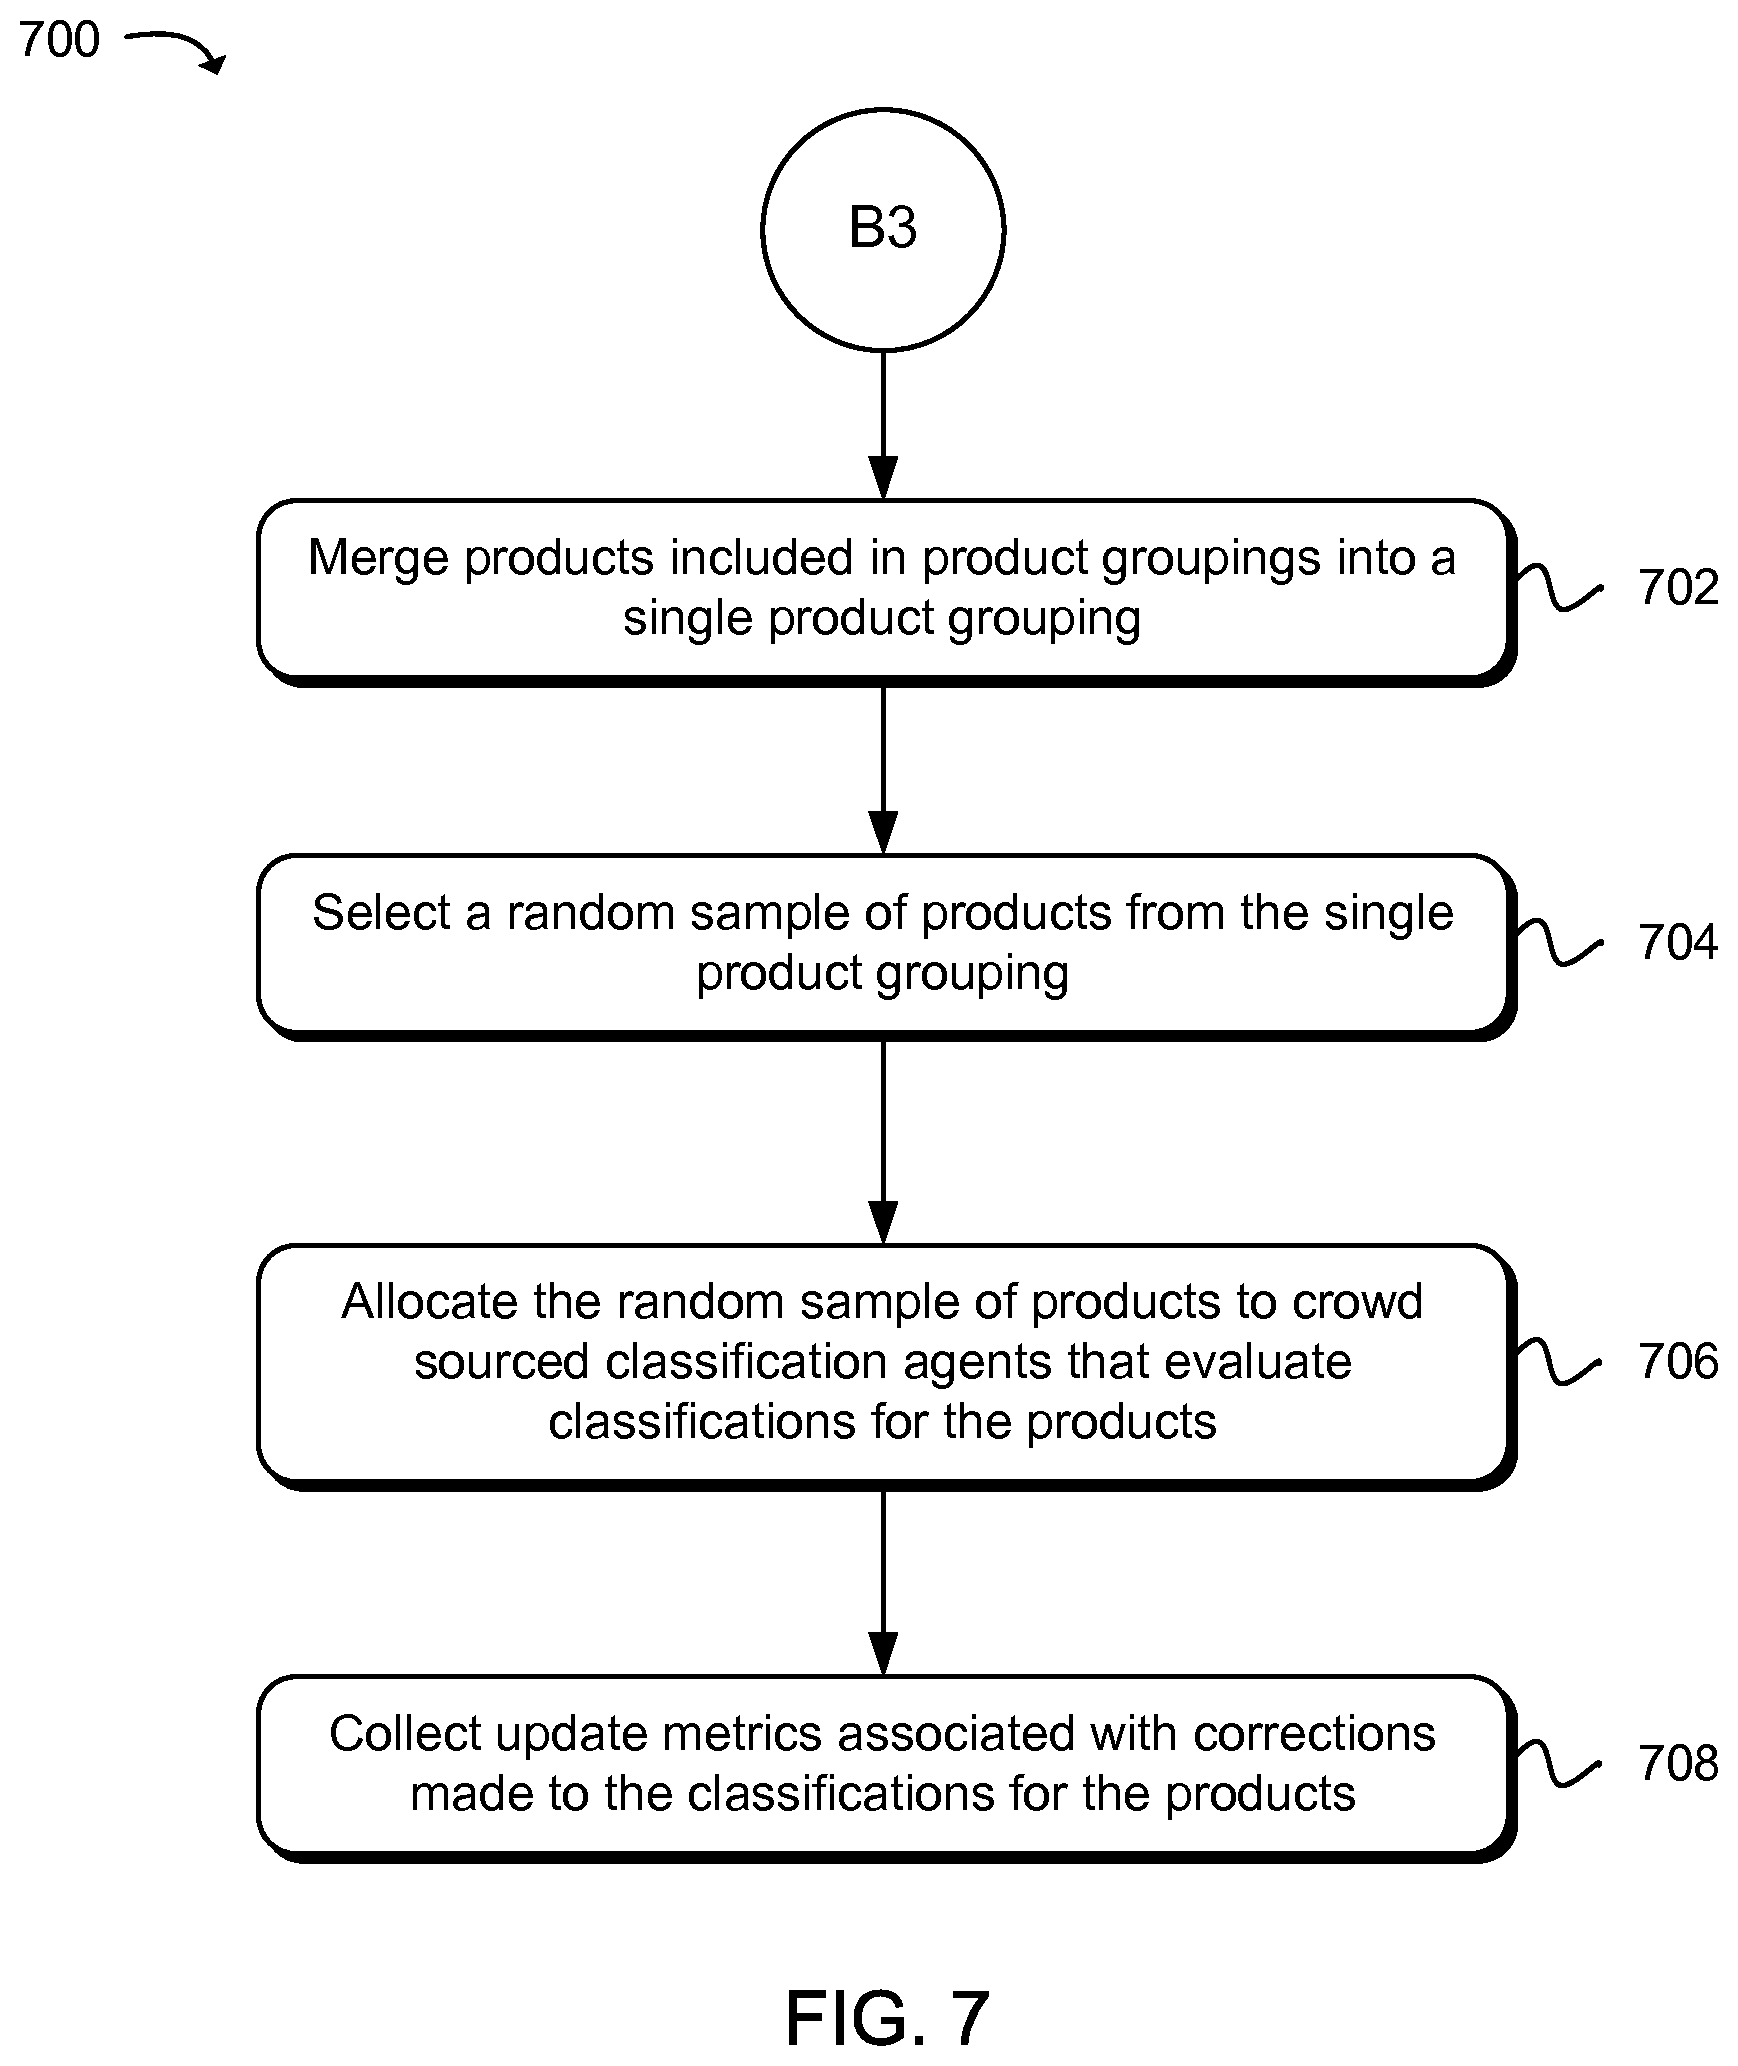 700
B3
Merge products included in product groupings into a
single product grouping
702
Select a random sample of products from the single
product grouping
704
Allocate the random sample of products to crowd
sourced classification agents that evaluate
classifications for the products
706
Collect update metrics associated with corrections
made to the classifications for the products
708
FIG. 7